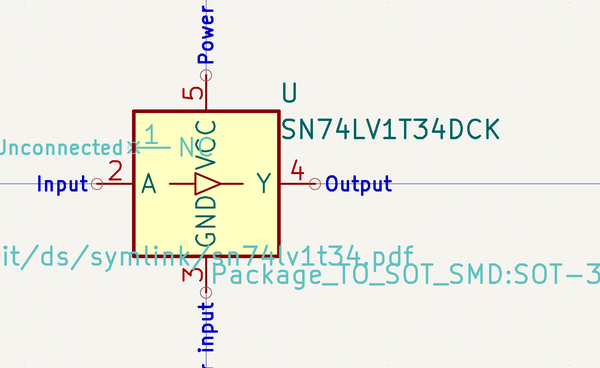 Power
5
U
SN74LV1T34DCK
VCC
1
Unconnected
NC
2
4
Input
A
Y
Output
GND
it/ds/symlink/sn74lv1t34.pdf
3
Package_TO_SOT_SMD:SOT-3
r input